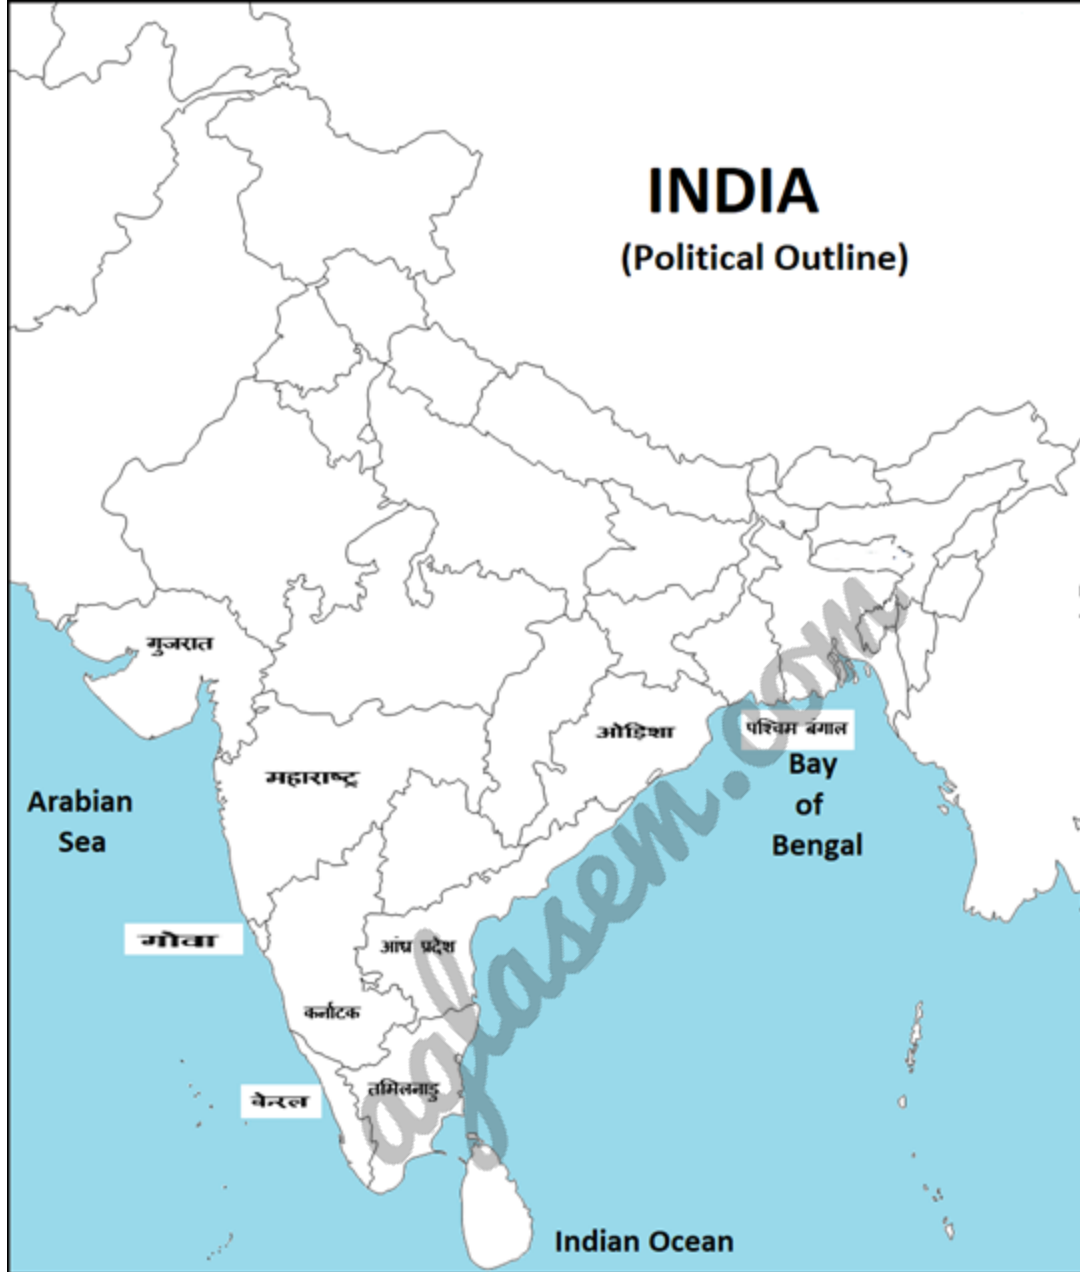 INDIA
(Political Outline)
गुजरात
ओड़िशा
पश्चिम बंगाल
महाराष्ट्र
Arabian
Sea
Bay
of
Bengal
गोवा
आंध्र प्रदेश
कर्नाटक
तमिलनाडु
केरल
Indian Ocean
aglasem.com